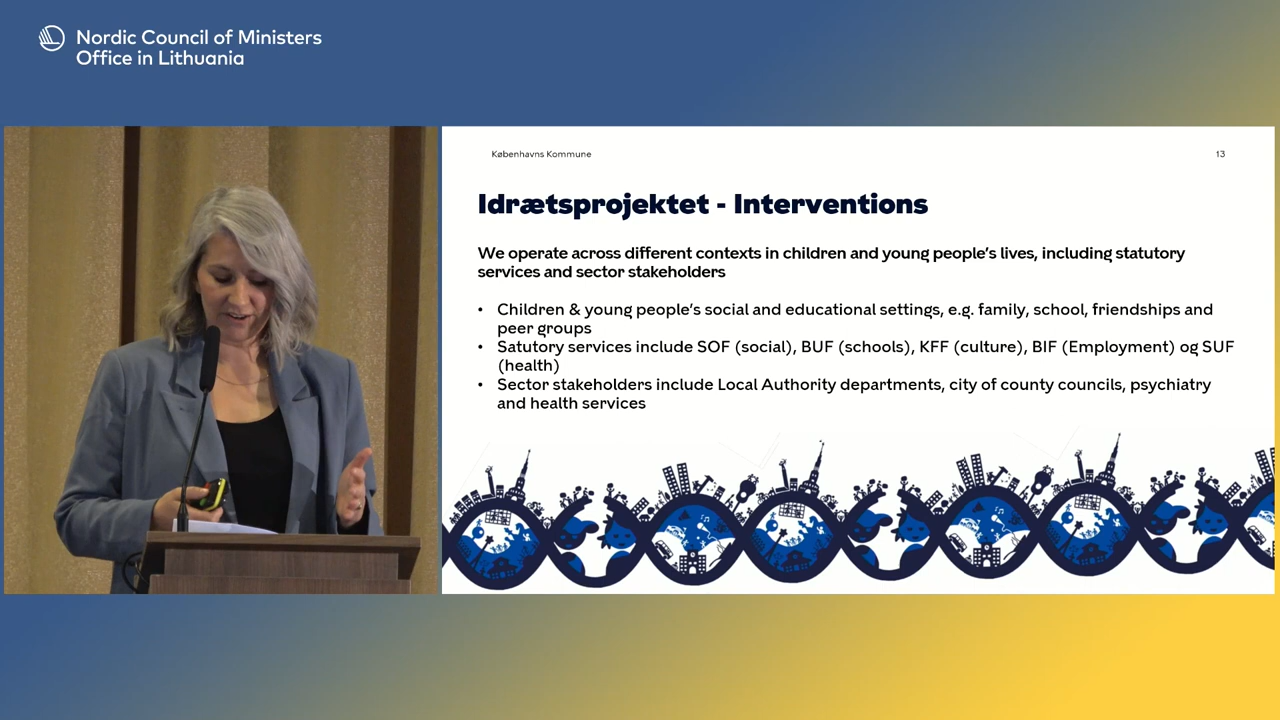 Nordic Council of Ministers
Office in Lithuania
Københavns Kommune
13
Idrætsprojektet - Interventions
We operate across different contexts in children and young people's lives, including statutory
services and sector stakeholders
• Children & young people's social and educational settings, e.g. family, school, friendships and
peer groups
• Satutory services include SOF (social), BUF (schools), KFF (culture), BIF (Employment) og SUF
(health)
• Sector stakeholders include Local Authority departments, city of county councils, psychiatry
and health services